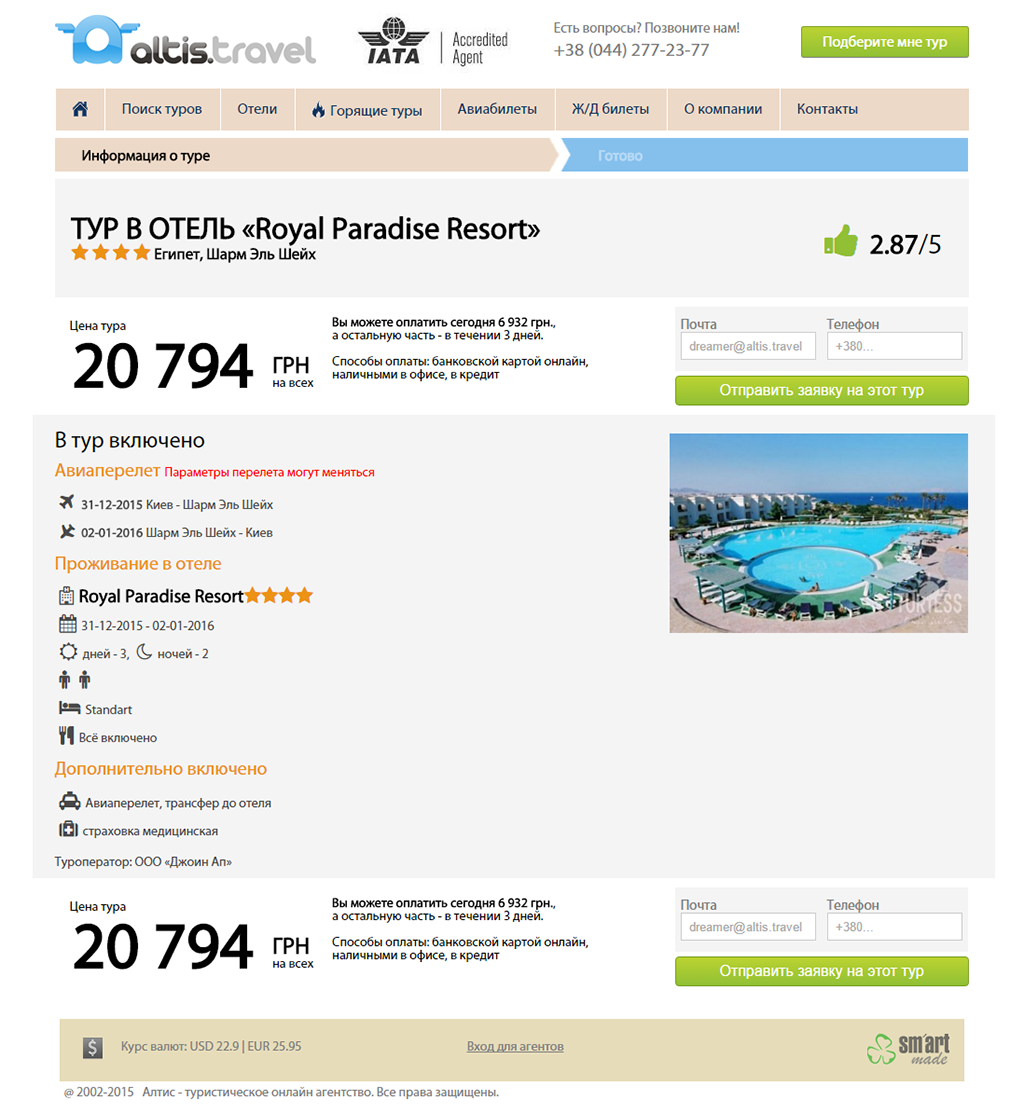 altis.travel
IATA
Accredited
Agent
Есть вопросы? Позвоните нам!
+38 (044) 277-23-77
Подберите мне тур
Поиск туров
Отели
Горящие туры
Авиабилеты
Ж/Д билеты
О компании
Контакты
Информация о туре
Готово
ТУР В ОТЕЛЬ «Royal Paradise Resort»
Египет, Шарм Эль Шейх
2.87/5
Цена тура
20 794 ГРН
на всех
Вы можете оплатить сегодня 6 932 грн.,
а остальную часть - в течении 3 дней.
Способы оплаты: банковской картой онлайн,
наличными в офисе, в кредит
Почта
Телефон
dreamer@altis.travel
+380...
Отправить заявку на этот тур
В тур включено
Авиаперелет Параметры перелета могут меняться
31-12-2015 Киев - Шарм Эль Шейх
02-01-2016 Шарм Эль Шейх - Киев
Проживание в отеле
Royal Paradise Resort
31-12-2015 - 02-01-2016
дней - 3, ночей - 2
Standart
Всё включено
Дополнительно включено
Авиаперелет, трансфер до отеля
страховка медицинская
Туроператор: ООО «Джоин Ап»
TURTESS
Цена тура
20 794 ГРН
на всех
Вы можете оплатить сегодня 6 932 грн.,
а остальную часть - в течении 3 дней.
Способы оплаты: банковской картой онлайн,
наличными в офисе, в кредит
Почта
Телефон
dreamer@altis.travel
+380...
Отправить заявку на этот тур
$
Курс валют: USD 22.9 | EUR 25.95
Вход для агентов
sm'art
made
@ 2002-2015 Алтис - туристическое онлайн агентство. Все права защищены.